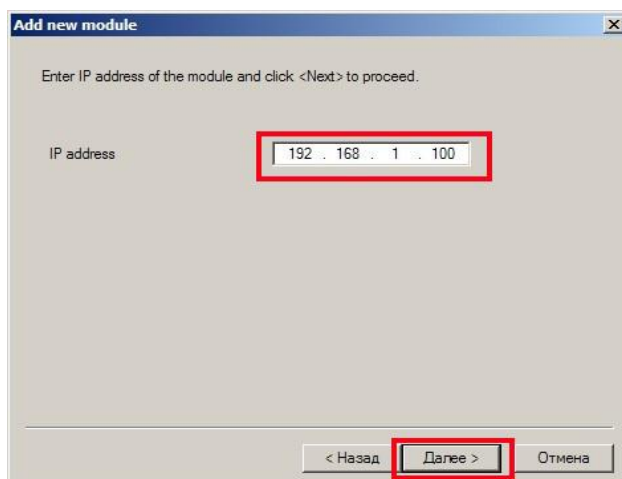 Add new module
Enter IP address of the module and click <Next> to proceed.
IP address 192 . 168 . 1 . 100
< Назад Далее > Отмена